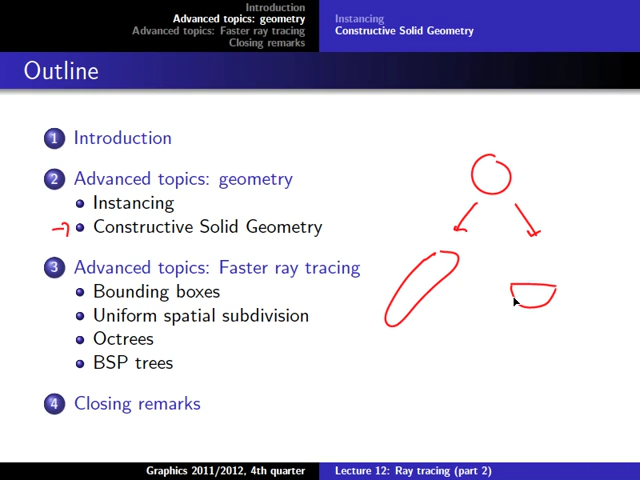 Introduction
Advanced topics: geometry
Advanced topics: Faster ray tracing
Closing remarks
Instancing
Constructive Solid Geometry
Outline
1 Introduction
2 Advanced topics: geometry
Instancing
Constructive Solid Geometry
3 Advanced topics: Faster ray tracing
Bounding boxes
Uniform spatial subdivision
Octrees
BSP trees
4 Closing remarks
Graphics 2011/2012, 4th quarter
Lecture 12: Ray tracing (part 2)